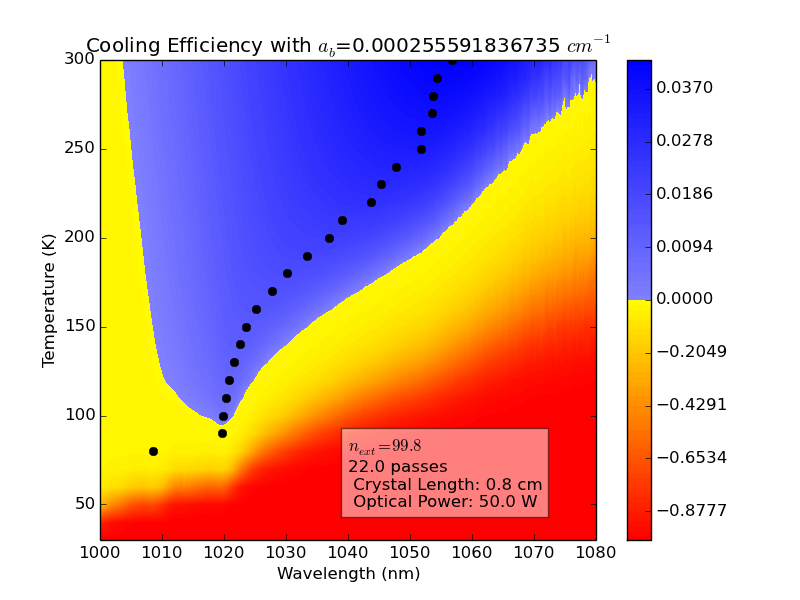 Cooling Efficiency with a_b=0.000255591836735 cm^{-1}
300
250
200
150
100
50
Temperature (K)
1000 1010 1020 1030 1040 1050 1060 1070 1080
Wavelength (nm)
n_{ext}=99.8
22.0 passes
Crystal Length: 0.8 cm
Optical Power: 50.0 W
0.0370
0.0278
0.0186
0.0094
0.0000
−0.2049
−0.4291
−0.6534
−0.8777